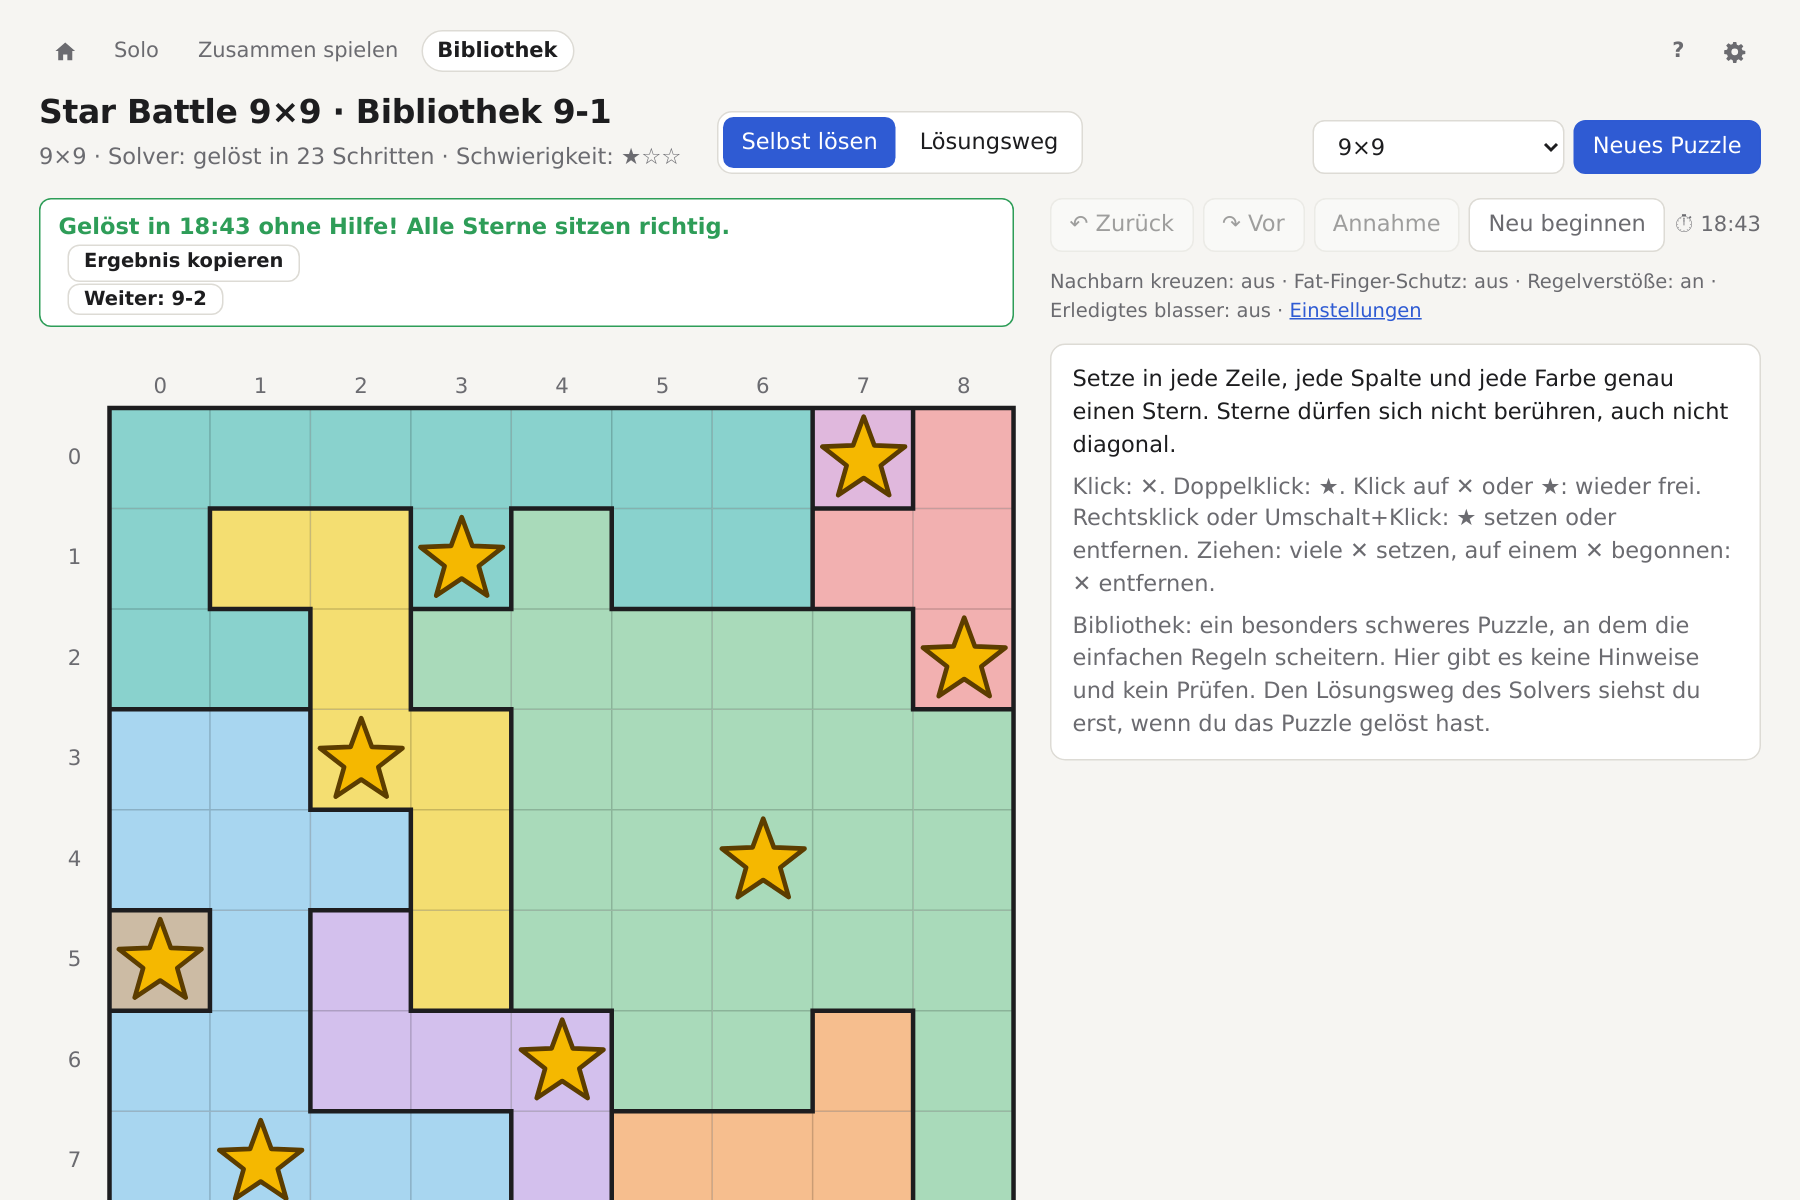 Solo Zusammen spielen Bibliothek ?
Star Battle 9×9 · Bibliothek 9-1
9×9 · Solver: gelöst in 23 Schritten · Schwierigkeit: ★☆☆
Selbst lösen Lösungsweg
9×9 Neues Puzzle
Gelöst in 18:43 ohne Hilfe! Alle Sterne sitzen richtig.
Ergebnis kopieren
Weiter: 9-2
↶ Zurück ↷ Vor Annahme Neu beginnen ⏱ 18:43
Nachbarn kreuzen: aus · Fat-Finger-Schutz: aus · Regelverstöße: an ·
Erledigtes blasser: aus · Einstellungen
Setze in jede Zeile, jede Spalte und jede Farbe genau
einen Stern. Sterne dürfen sich nicht berühren, auch nicht
diagonal.
Klick: ✕. Doppelklick: ★. Klick auf ✕ oder ★: wieder frei.
Rechtsklick oder Umschalt+Klick: ★ setzen oder
entfernen. Ziehen: viele ✕ setzen, auf einem ✕ begonnen:
✕ entfernen.
Bibliothek: ein besonders schweres Puzzle, an dem die
einfachen Regeln scheitern. Hier gibt es keine Hinweise
und kein Prüfen. Den Lösungsweg des Solvers siehst du
erst, wenn du das Puzzle gelöst hast.
0 1 2 3 4 5 6 7 8
0
1
2
3
4
5
6
7